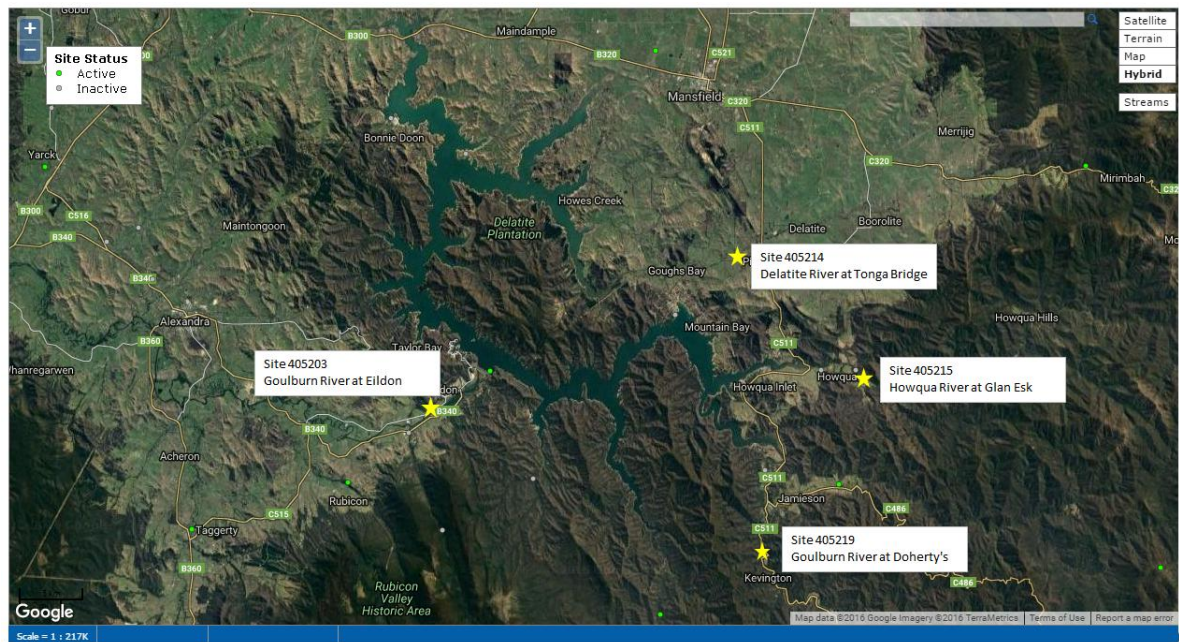 Gobur
+
−
Site Status
Active
Inactive
B300
Maindample
B320
C521
Mansfield
C320
C511
Merrijig
C320
Mirimbah
Bonnie Doon
Yarck
B300
C516
B340
Maintongoon
Howes Creek
Delatite
Plantation
Delatite
Boorolite
Goughs Bay
Site 405214
Delatite River at Tonga Bridge
B340
Alexandra
B360
Mountain Bay
Howqua Hills
C511
Taylor Bay
Site 405203
Goulburn River at Eildon
B340
Howqua Inlet
Howqua
Site 405215
Howqua River at Glan Esk
B340
Acheron
Rubicon
C515
Taggerty
B360
C511
Jamieson
C486
C511
Site 405219
Goulburn River at Doherty's
Kevington
C486
Rubicon
Valley
Historic Area
Satellite
Terrain
Map
Hybrid
Streams
Google
Map data ©2016 Google Imagery ©2016 TerraMetrics
Terms of Use
Report a map error
Scale = 1 : 217K